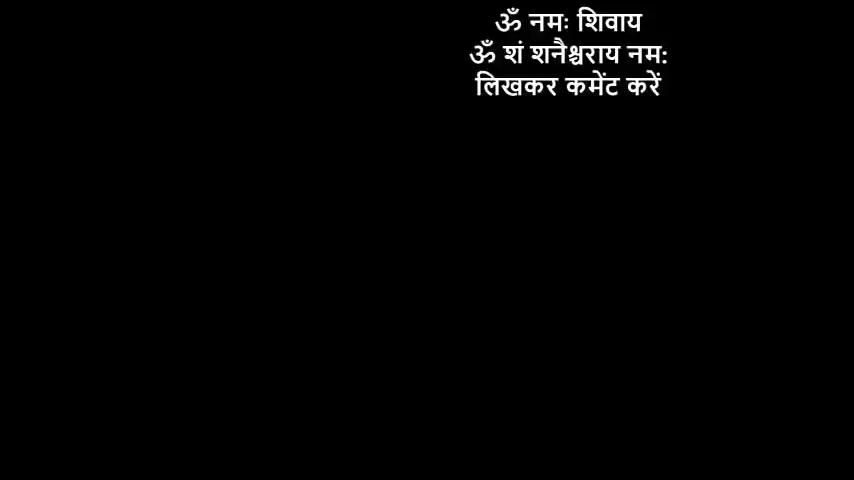 ॐ नमः शिवाय
ॐ शं शनैश्चराय नम:
लिखकर कमेंट करें